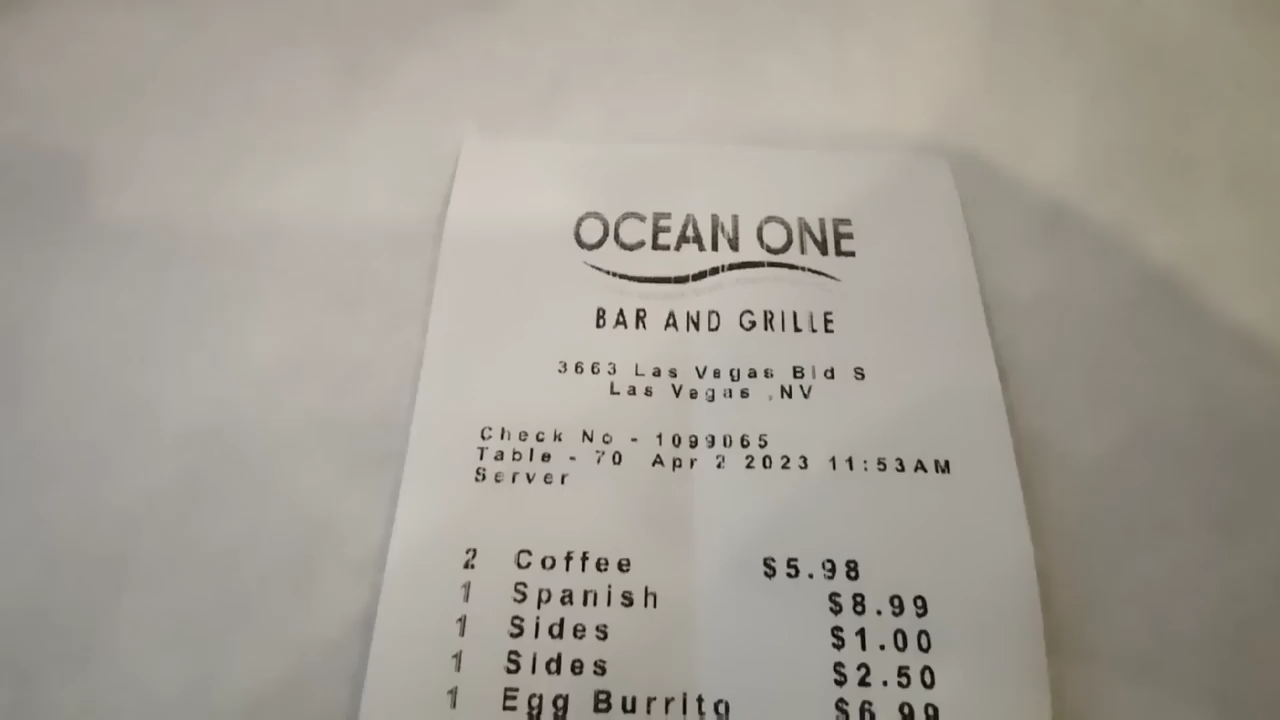 OCEAN ONE
BAR AND GRILLE
3663 Las Vegas Bld S
Las Vegas ,NV
Check No - 1099065
Table - 70 Apr 2 2023 11:53AM
Server
2 Coffee $5.98
1 Spanish $8.99
1 Sides $1.00
1 Sides $2.50
1 Egg Burrito $6.99